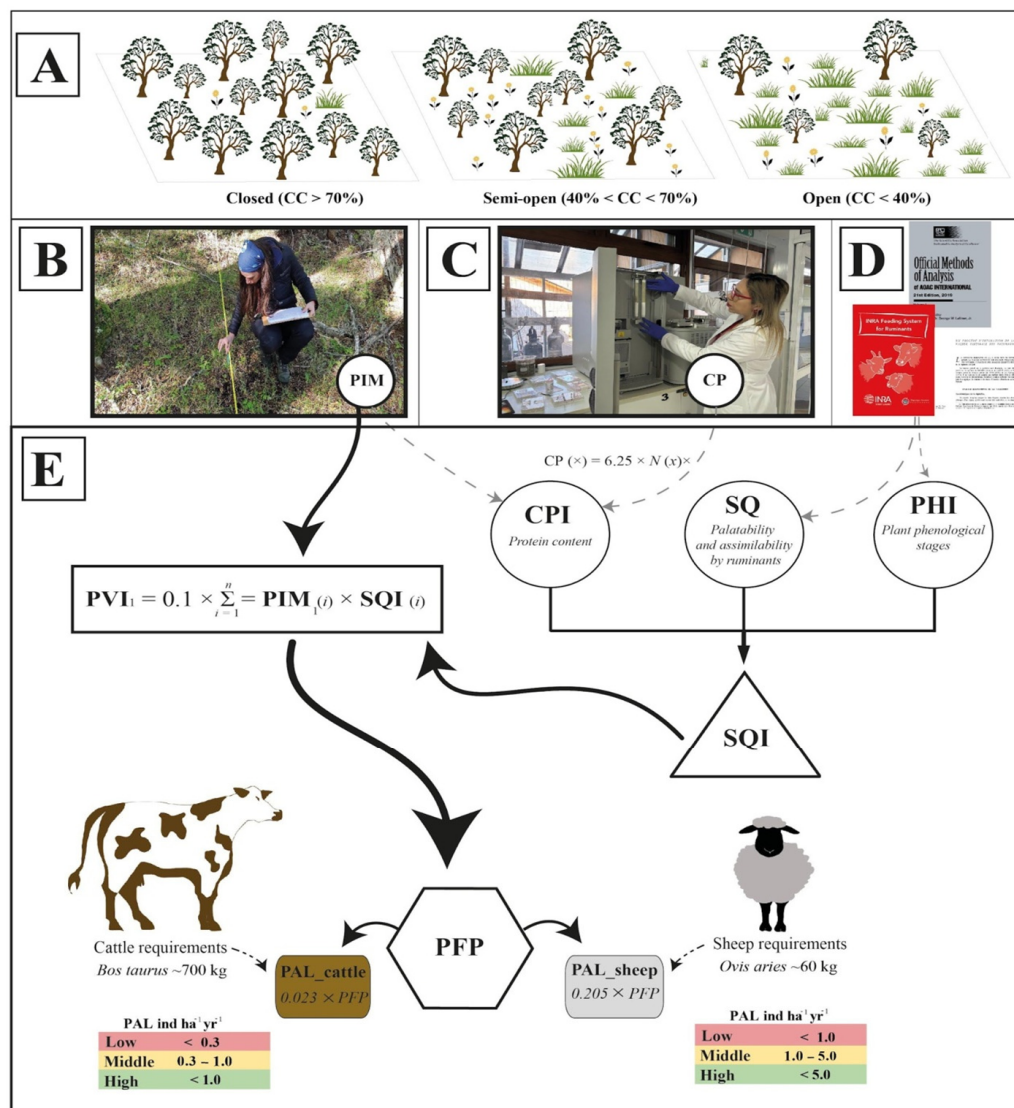 A
Closed (CC > 70%)
Semi-open (40% < CC < 70%)
Open (CC < 40%)
B
PIM
C
CP
3
D
Official Methods
of Analysis
of AOAC INTERNATIONAL
INRA Feeding System
for Ruminants
INRA
E
CP (×) = 6.25 × N (x)×
CPI
Protein content
SQ
Palatability
and assimilability
by ruminants
PHI
Plant phenological
stages
PVI₁ = 0.1 × Σ = PIM ₁(i) × SQI (i)
n
i = 1
SQI
PFP
Cattle requirements
Bos taurus ~700 kg
PAL_cattle
0.023 × PFP
PAL_sheep
0.205 × PFP
Sheep requirements
Ovis aries ~60 kg
PAL ind ha⁻¹ yr⁻¹
Low < 0.3
Middle 0.3 – 1.0
High < 1.0
PAL ind ha⁻¹ yr⁻¹
Low < 1.0
Middle 1.0 – 5.0
High < 5.0